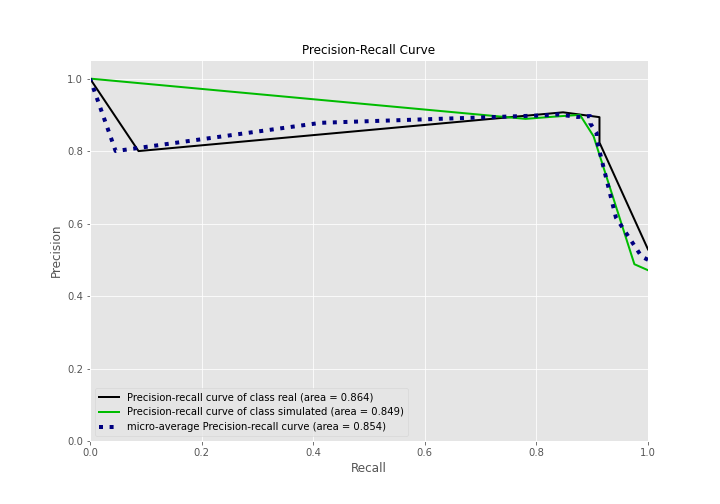 Precision-Recall Curve
1.0
0.8
0.6
0.4
0.2
0.0
Precision
Precision-recall curve of class real (area = 0.864)
Precision-recall curve of class simulated (area = 0.849)
micro-average Precision-recall curve (area = 0.854)
0.0 0.2 0.4 0.6 0.8 1.0
Recall